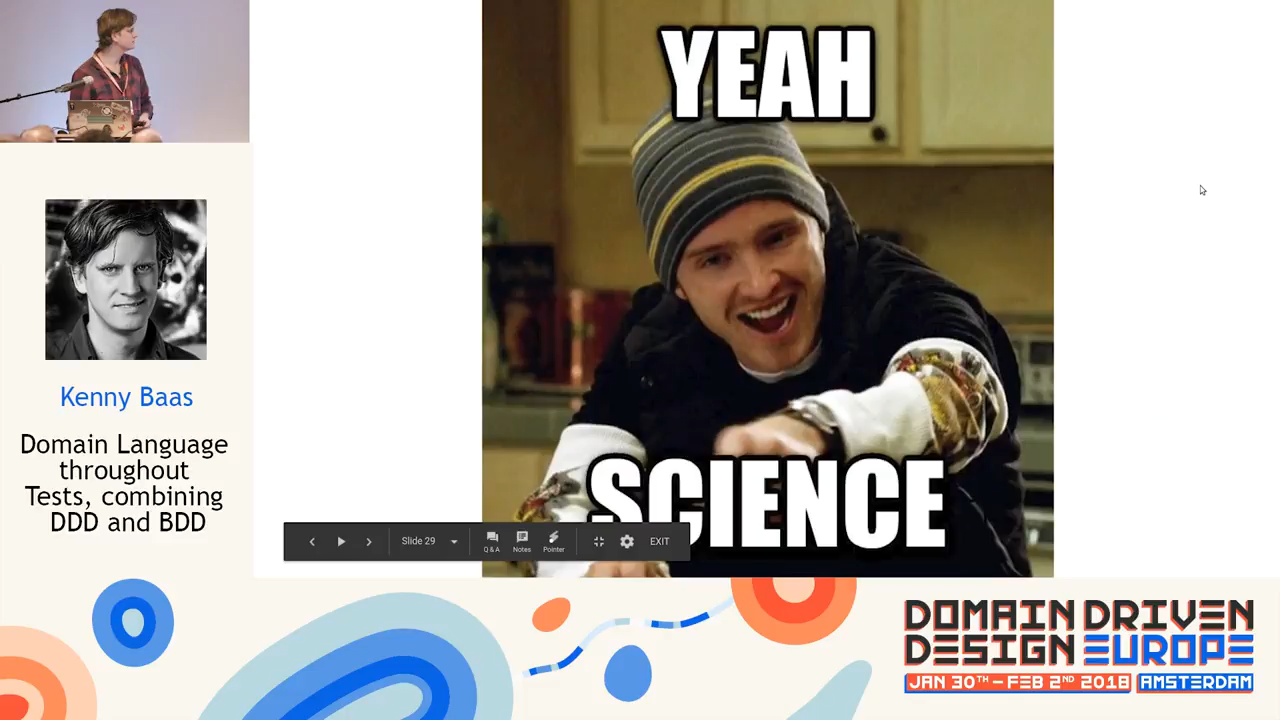 YEAH
SCIENCE
Kenny Baas
Domain Language
throughout
Tests, combining
DDD and BDD
Slide 29
Q & A
Notes
Pointer
EXIT
DOMAIN DRIVEN
DESIGN EUROPE
JAN 30TH - FEB 2ND 2018 AMSTERDAM